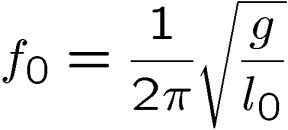 f₀ = 1/2π √(g/l₀)